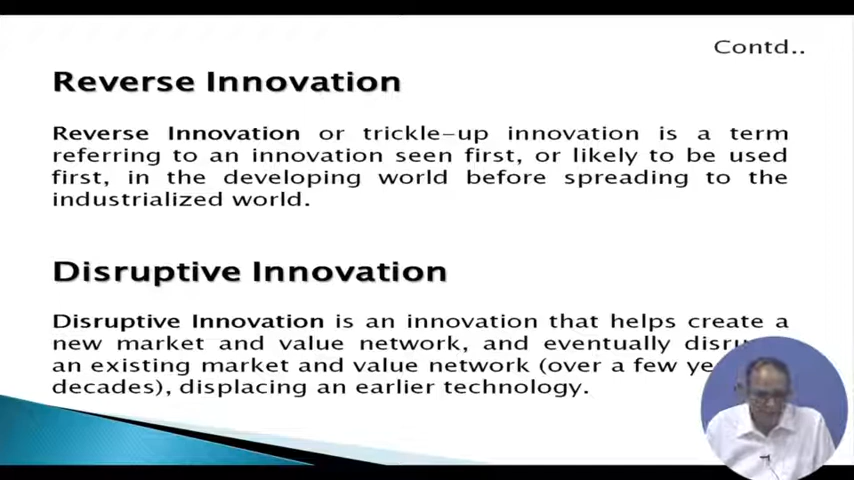 Contd..
Reverse Innovation
Reverse Innovation or trickle-up innovation is a term
referring to an innovation seen first, or likely to be used
first, in the developing world before spreading to the
industrialized world.
Disruptive Innovation
Disruptive Innovation is an innovation that helps create a
new market and value network, and eventually
an existing market and value network (over a few
decades), displacing an earlier technology.